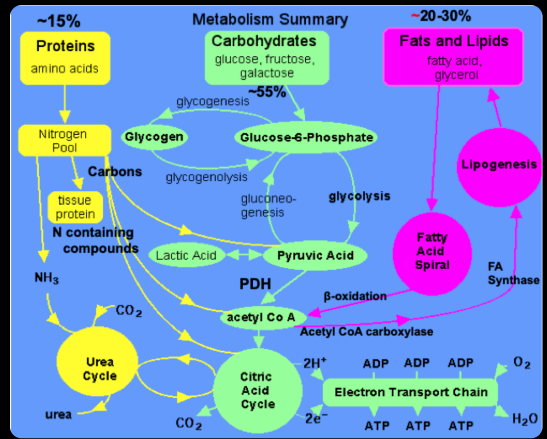 ~15%
Metabolism Summary
~20-30%
Proteins
amino acids
Carbohydrates
glucose, fructose,
galactose
Fats and Lipids
fatty acid,
glycerol
~55%
glycogenesis
Nitrogen
Pool
Glycogen
Glucose-6-Phosphate
Lipogenesis
Carbons
glycogenolysis
tissue
protein
gluconeo-
genesis
glycolysis
N containing
compounds
Fatty
Acid
Spiral
Lactic Acid
Pyruvic Acid
NH₃
PDH
FA
Synthase
β-oxidation
CO₂
acetyl Co A
Acetyl CoA carboxylase
Urea
Cycle
Citric
Acid
Cycle
2H⁺
ADP ADP ADP
O₂
Electron Transport Chain
urea
CO₂
2e⁻
ATP ATP ATP
H₂O